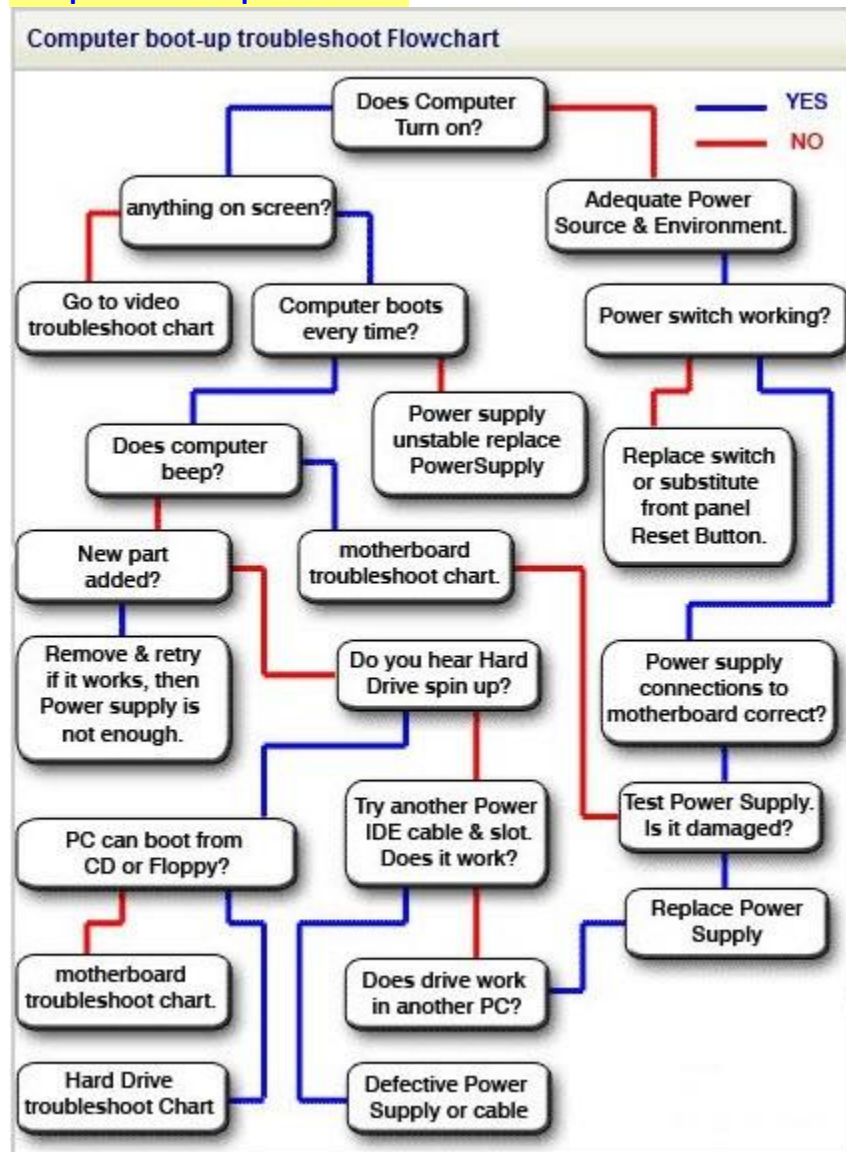 Computer boot-up troubleshoot Flowchart
Does Computer
Turn on?
YES
NO
anything on screen?
Adequate Power
Source & Environment.
Go to video
troubleshoot chart
Computer boots
every time?
Power switch working?
Power supply
unstable replace
PowerSupply
Does computer
beep?
Replace switch
or substitute
front panel
Reset Button.
New part
added?
motherboard
troubleshoot chart.
Remove & retry
if it works, then
Power supply is
not enough.
Do you hear Hard
Drive spin up?
Power supply
connections to
motherboard correct?
Try another Power
IDE cable & slot.
Does it work?
Test Power Supply.
Is it damaged?
PC can boot from
CD or Floppy?
Replace Power
Supply
motherboard
troubleshoot chart.
Does drive work
in another PC?
Hard Drive
troubleshoot Chart
Defective Power
Supply or cable